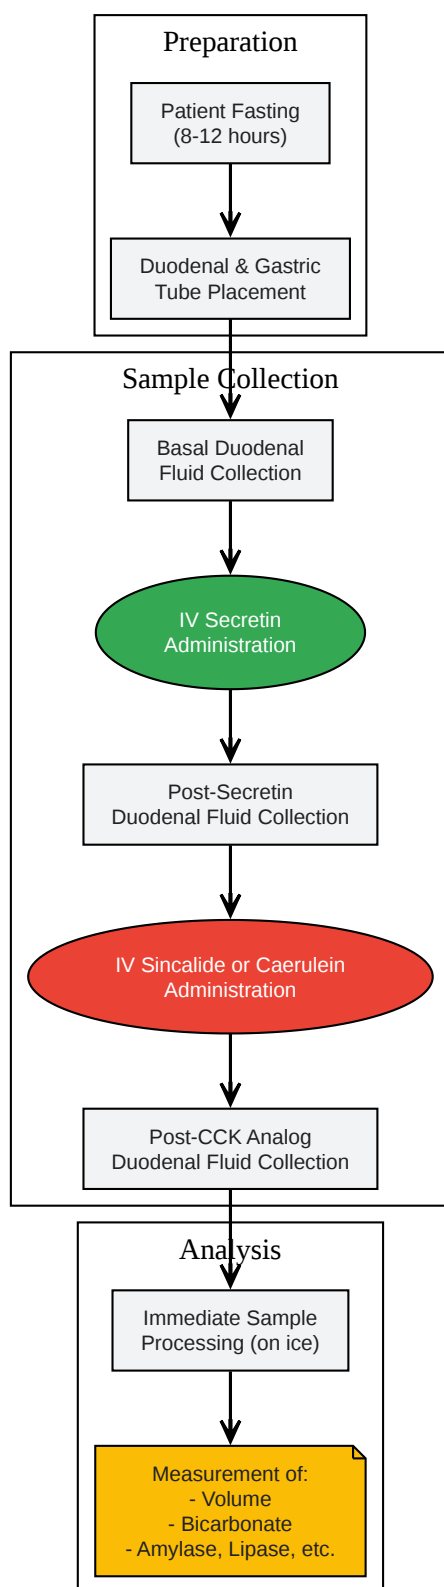 Preparation
Patient Fasting
(8-12 hours)
Duodenal & Gastric
Tube Placement
Sample Collection
Basal Duodenal
Fluid Collection
IV Secretin
Administration
Post-Secretin
Duodenal Fluid Collection
IV Sincalide or Caerulein
Administration
Post-CCK Analog
Duodenal Fluid Collection
Analysis
Immediate Sample
Processing (on ice)
Measurement of:
- Volume
- Bicarbonate
- Amylase, Lipase, etc.